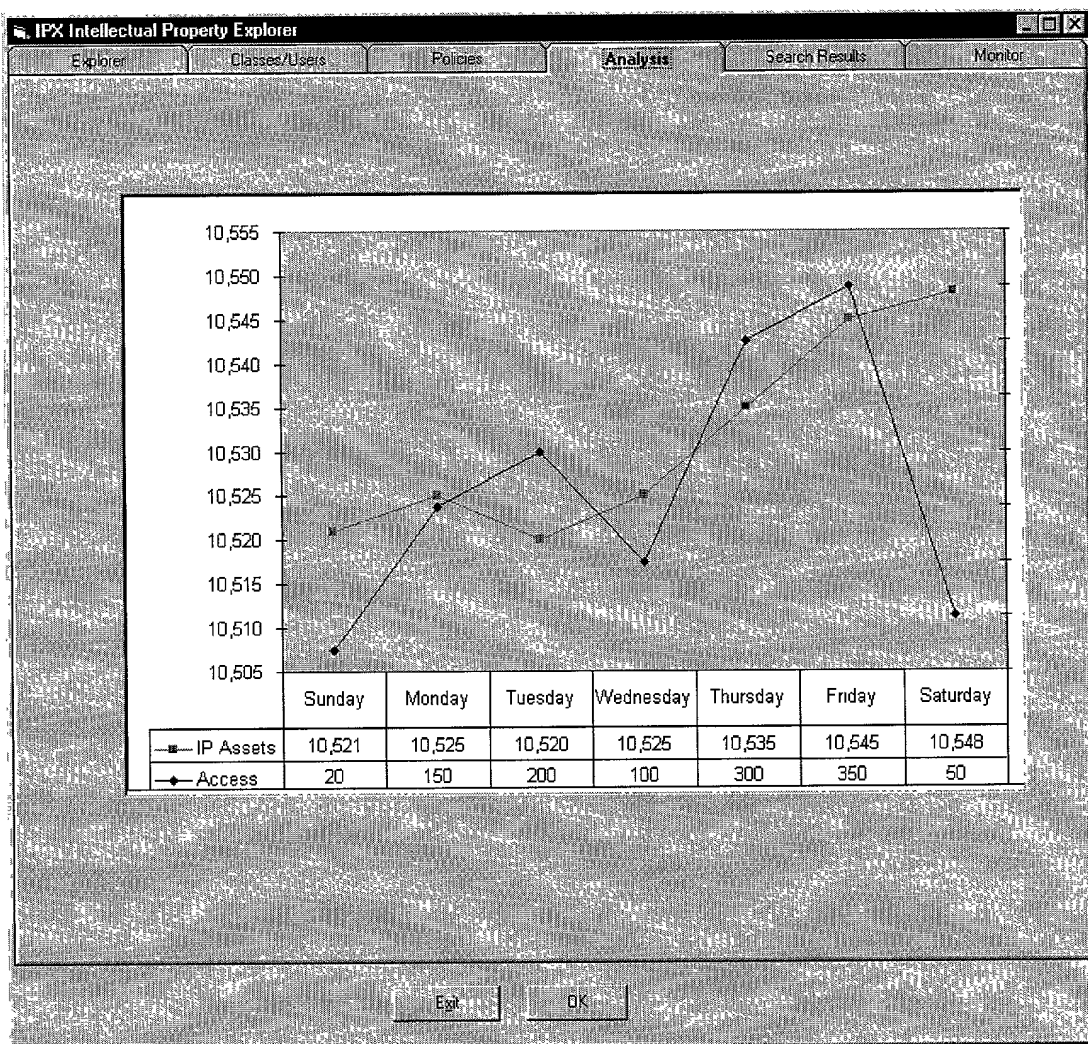 IPX Intellectual Property Explorer
Explorer Classes/Users Policies Analysis Search Results Monitor
10,555
10,550
10,545
10,540
10,535
10,530
10,525
10,520
10,515
10,510
10,505
Sunday Monday Tuesday Wednesday Thursday Friday Saturday
IP Assets 10,521 10,525 10,520 10,525 10,535 10,545 10,548
Access 20 150 200 100 300 350 50
Exit OK